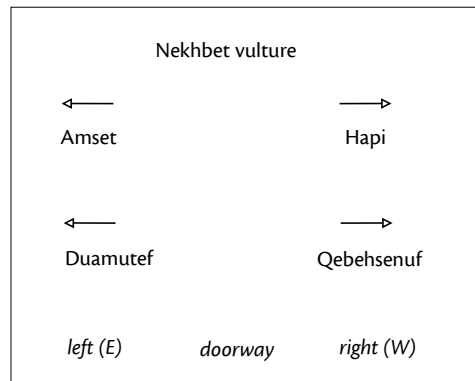 Nekhbet vulture
Amset Hapi
Duamutef Qebehsenuf
left (E) doorway right (W)